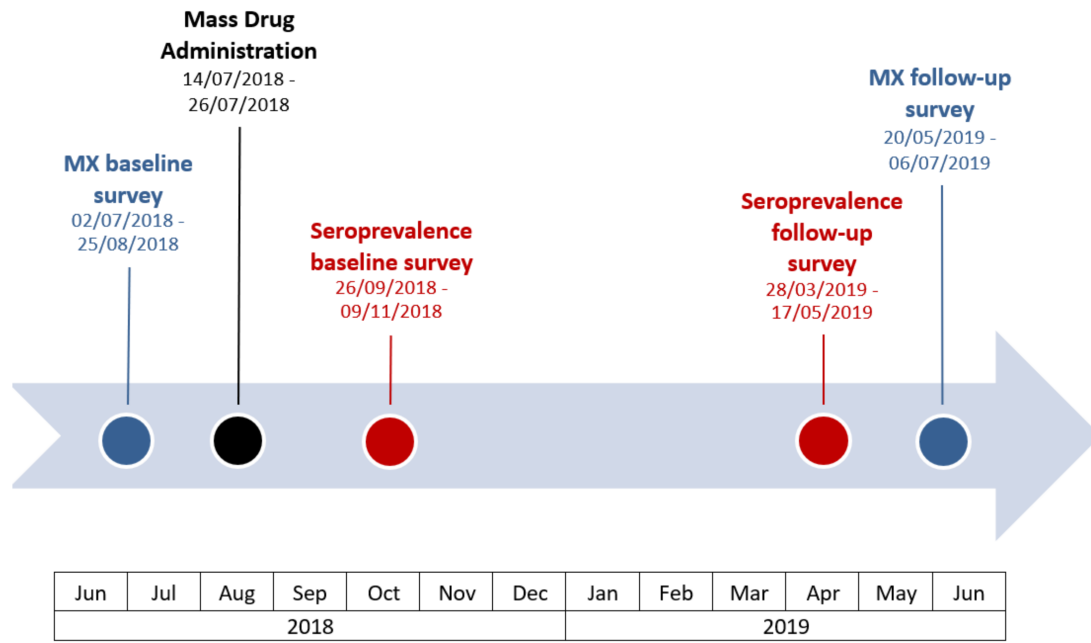 Mass Drug
Administration
14/07/2018 -
26/07/2018
MX follow-up
survey
20/05/2019 -
06/07/2019
MX baseline
survey
02/07/2018 -
25/08/2018
Seroprevalence
baseline survey
26/09/2018 -
09/11/2018
Seroprevalence
follow-up
survey
28/03/2019 -
17/05/2019
Jun Jul Aug Sep Oct Nov Dec Jan Feb Mar Apr May Jun
2018 2019